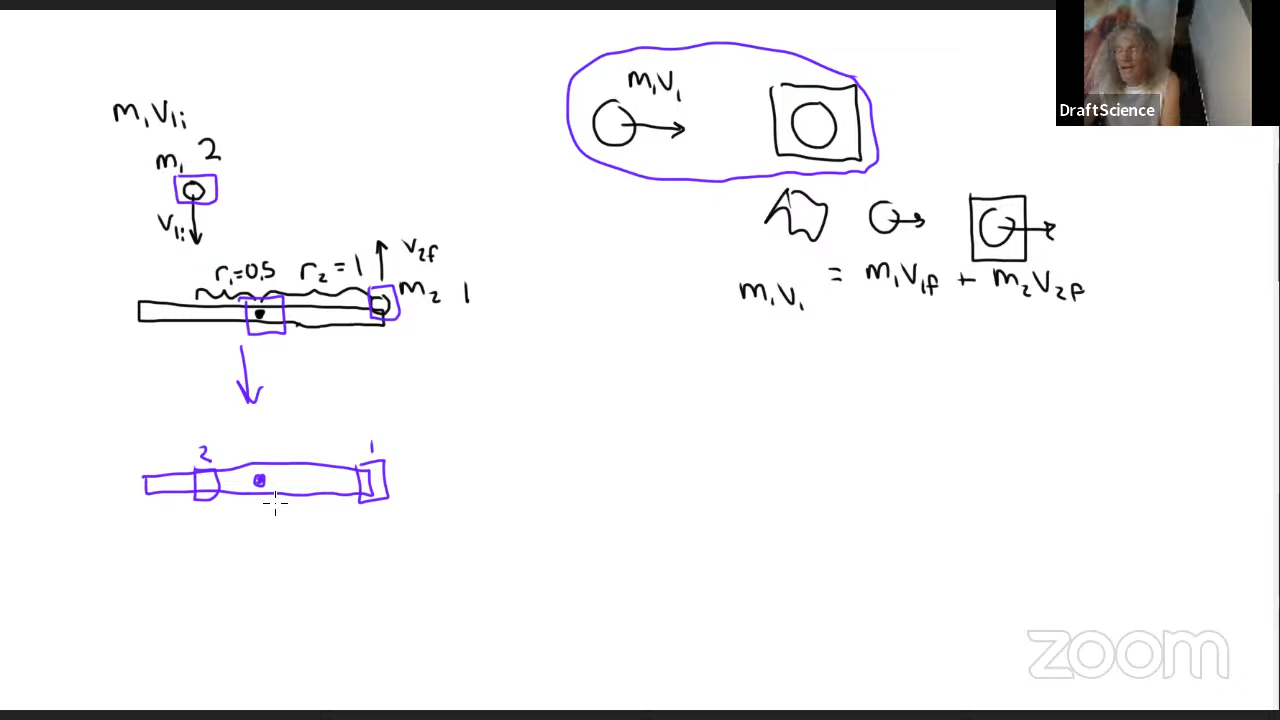 m₁v₁ᵢ
m₁ 2
v₁ᵢ
r₁=0.5 r₂=1
v₂f
m₂ 1
2 1
m₁v₁
m₁v₁ = m₁v₁f + m₂v₂f
DraftScience
zoom